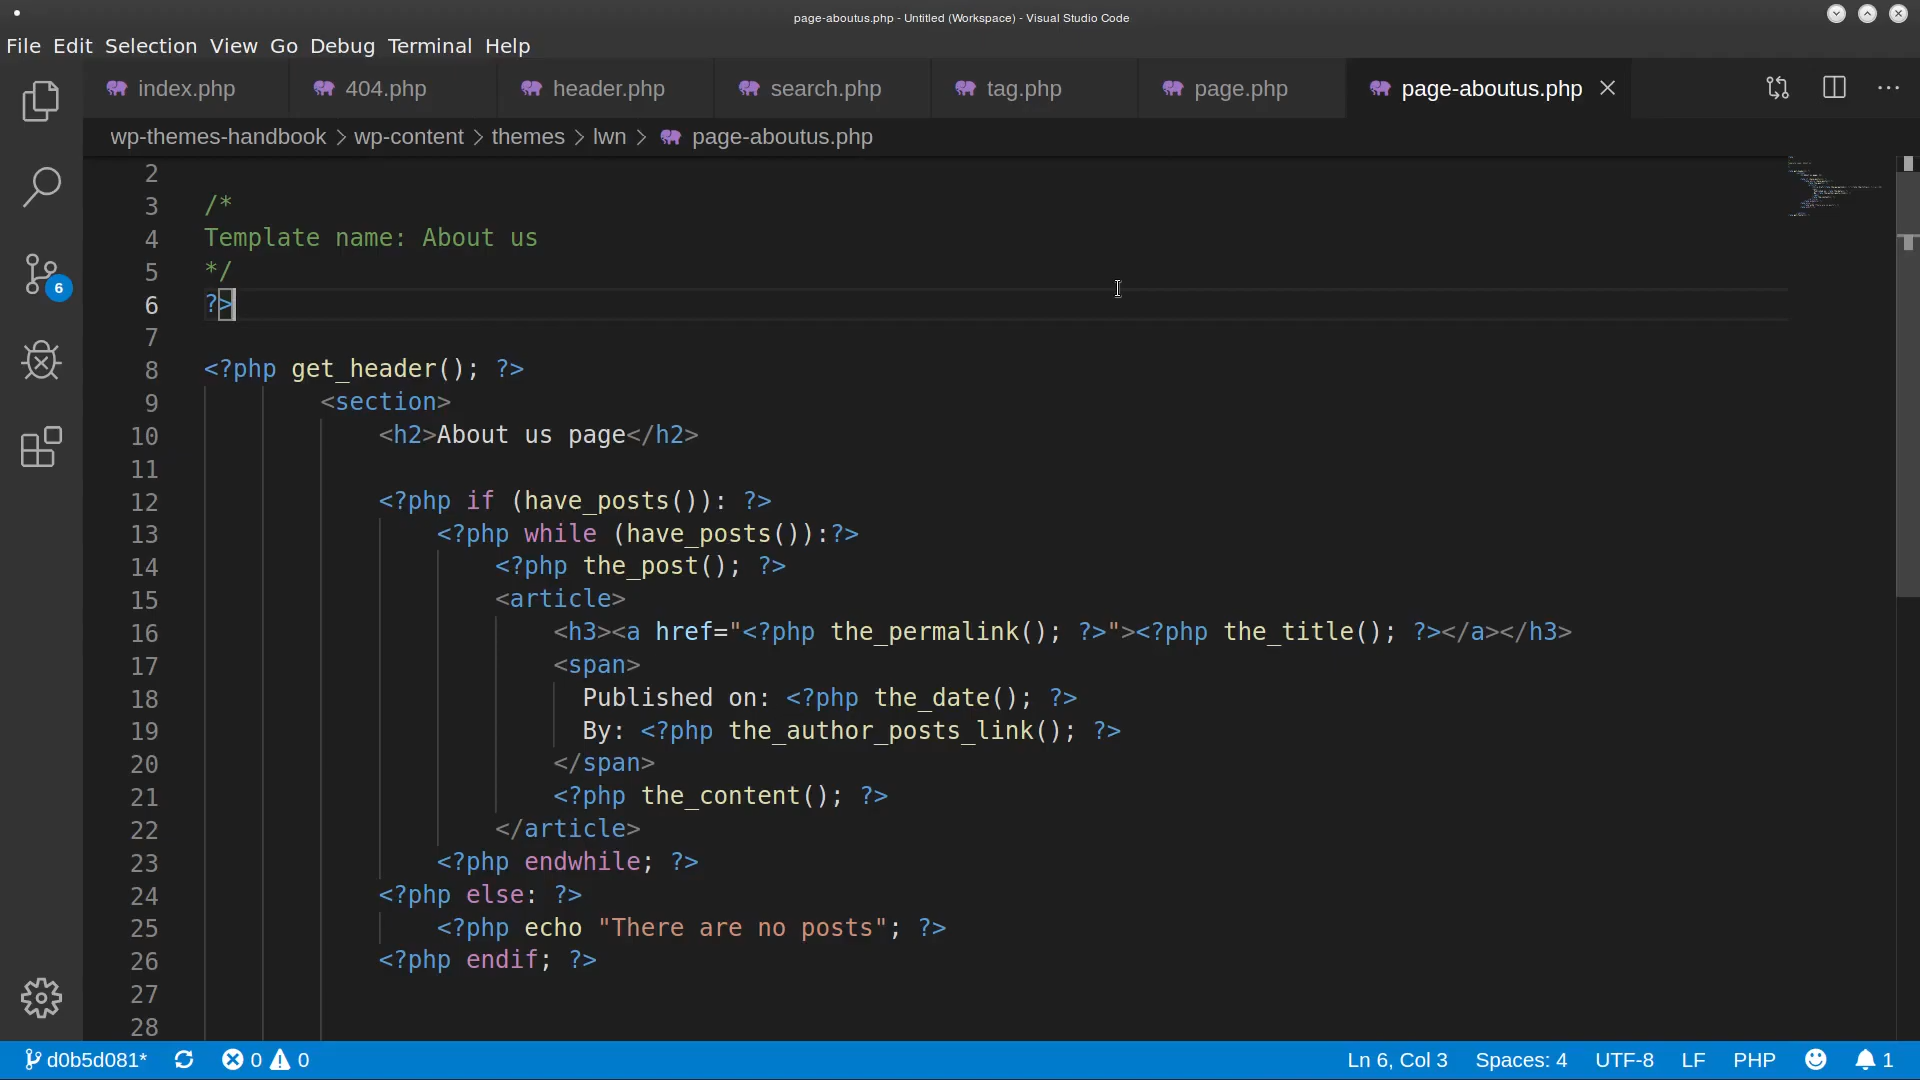 page-aboutus.php - Untitled (Workspace) - Visual Studio Code
File Edit Selection View Go Debug Terminal Help
index.php 404.php header.php search.php tag.php page.php page-aboutus.php
wp-themes-handbook > wp-content > themes > lwn > page-aboutus.php
2
3 /*
4 Template name: About us
5 */
6 ?>
7
8 <?php get_header(); ?>
9 <section>
10 <h2>About us page</h2>
11
12 <?php if (have_posts()): ?>
13 <?php while (have_posts()):?>
14 <?php the_post(); ?>
15 <article>
16 <h3><a href="<?php the_permalink(); ?>"><?php the_title(); ?></a></h3>
17 <span>
18 Published on: <?php the_date(); ?>
19 By: <?php the_author_posts_link(); ?>
20 </span>
21 <?php the_content(); ?>
22 </article>
23 <?php endwhile; ?>
24 <?php else: ?>
25 <?php echo "There are no posts"; ?>
26 <?php endif; ?>
27
28
6
d0b5d081* 0 0 Ln 6, Col 3 Spaces: 4 UTF-8 LF PHP 1